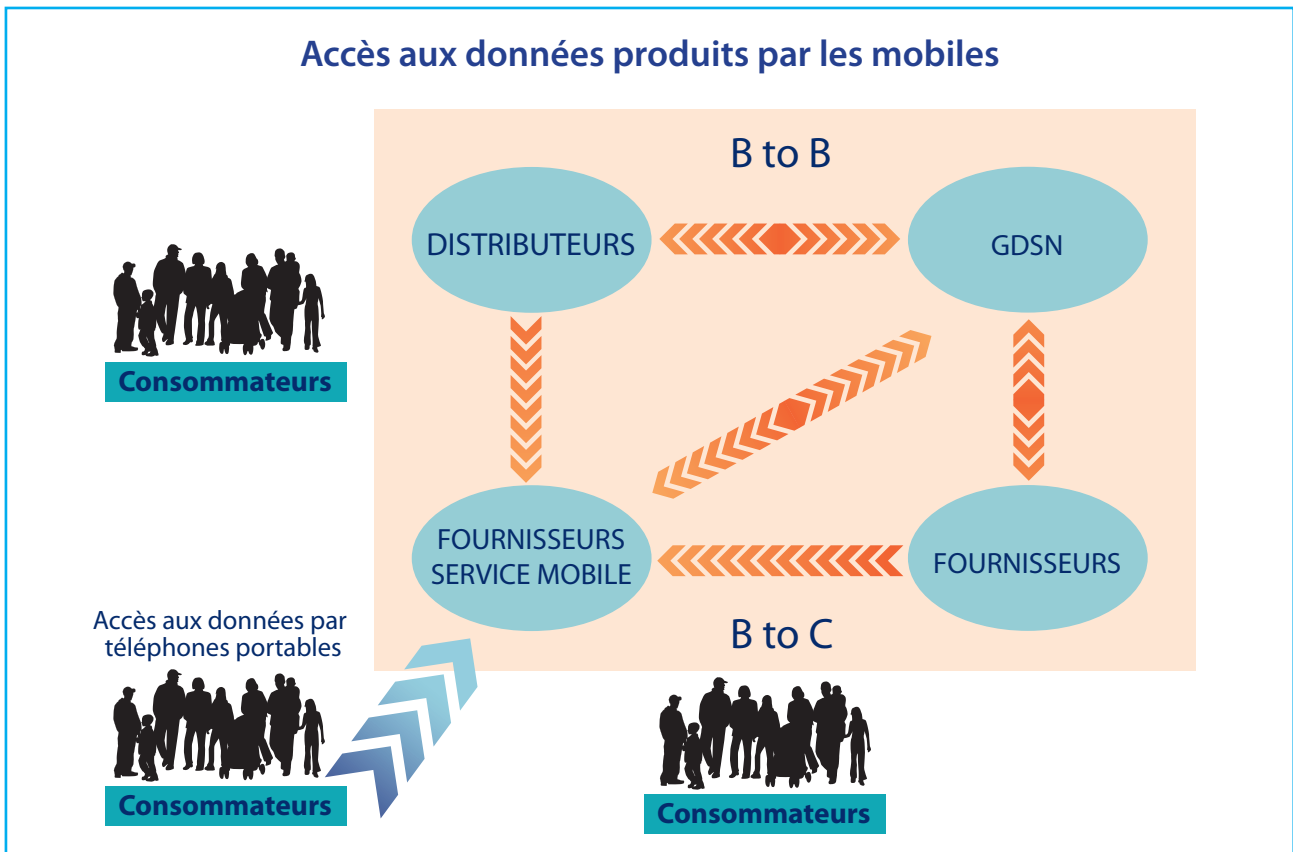 Accès aux données produits par les mobiles
B to B
DISTRIBUTEURS
GDSN
Consommateurs
FOURNISSEURS
SERVICE MOBILE
FOURNISSEURS
B to C
Accès aux données par
téléphones portables
Consommateurs
Consommateurs